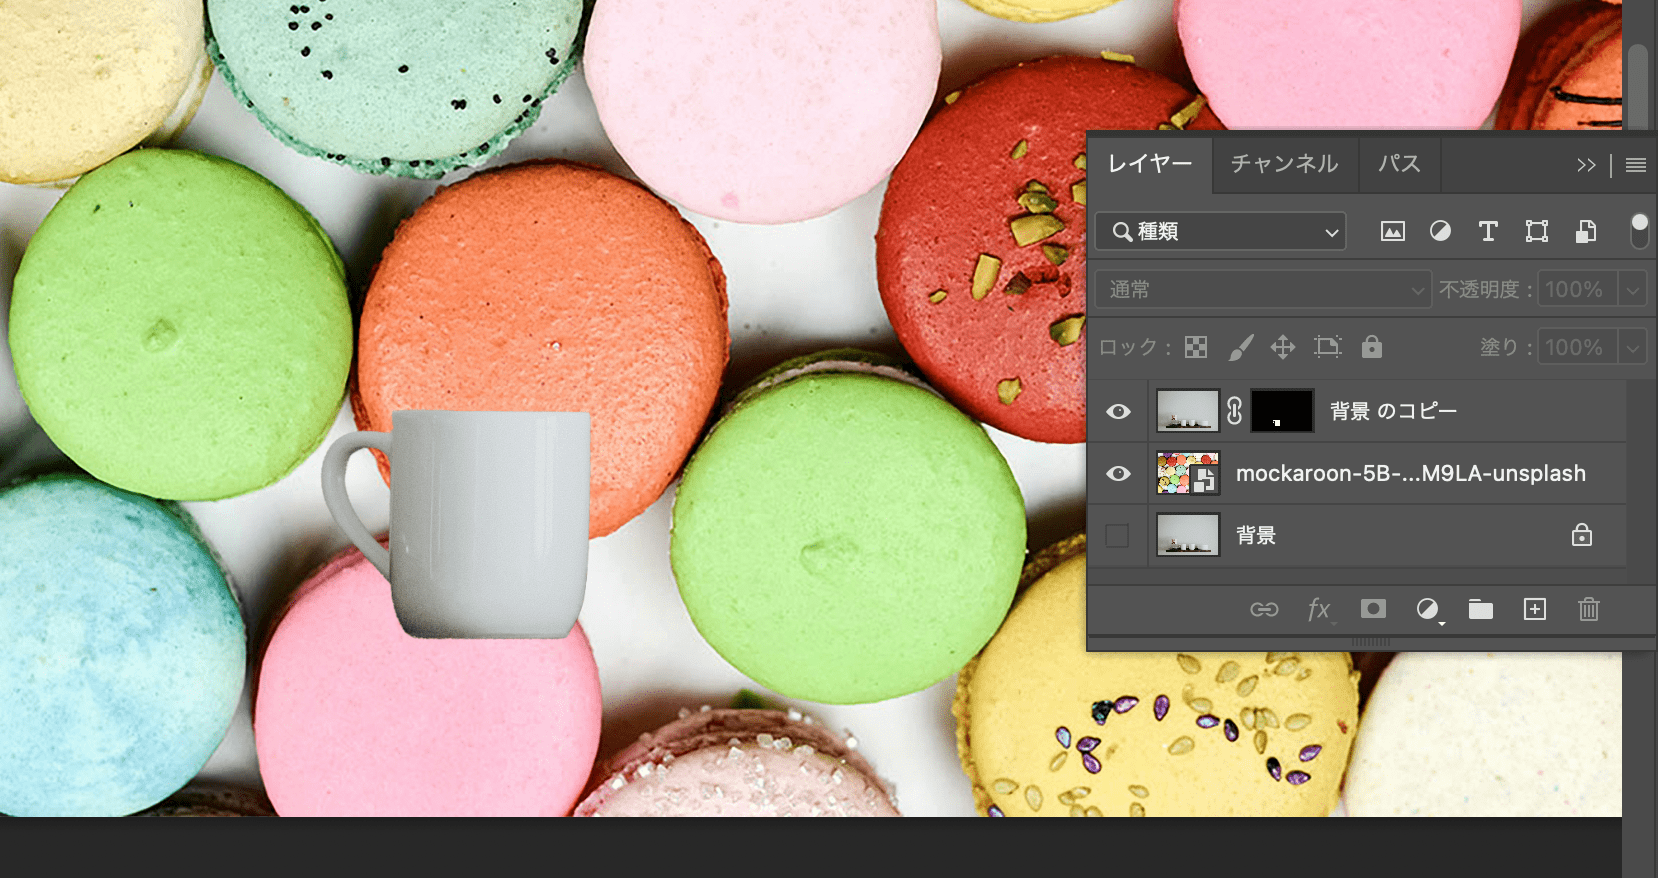 レイヤー チャンネル パス
種類
通常 不透明度 : 100%
ロック : 塗り : 100%
背景 のコピー
mockaroon-5B-...M9LA-unsplash
背景
fx